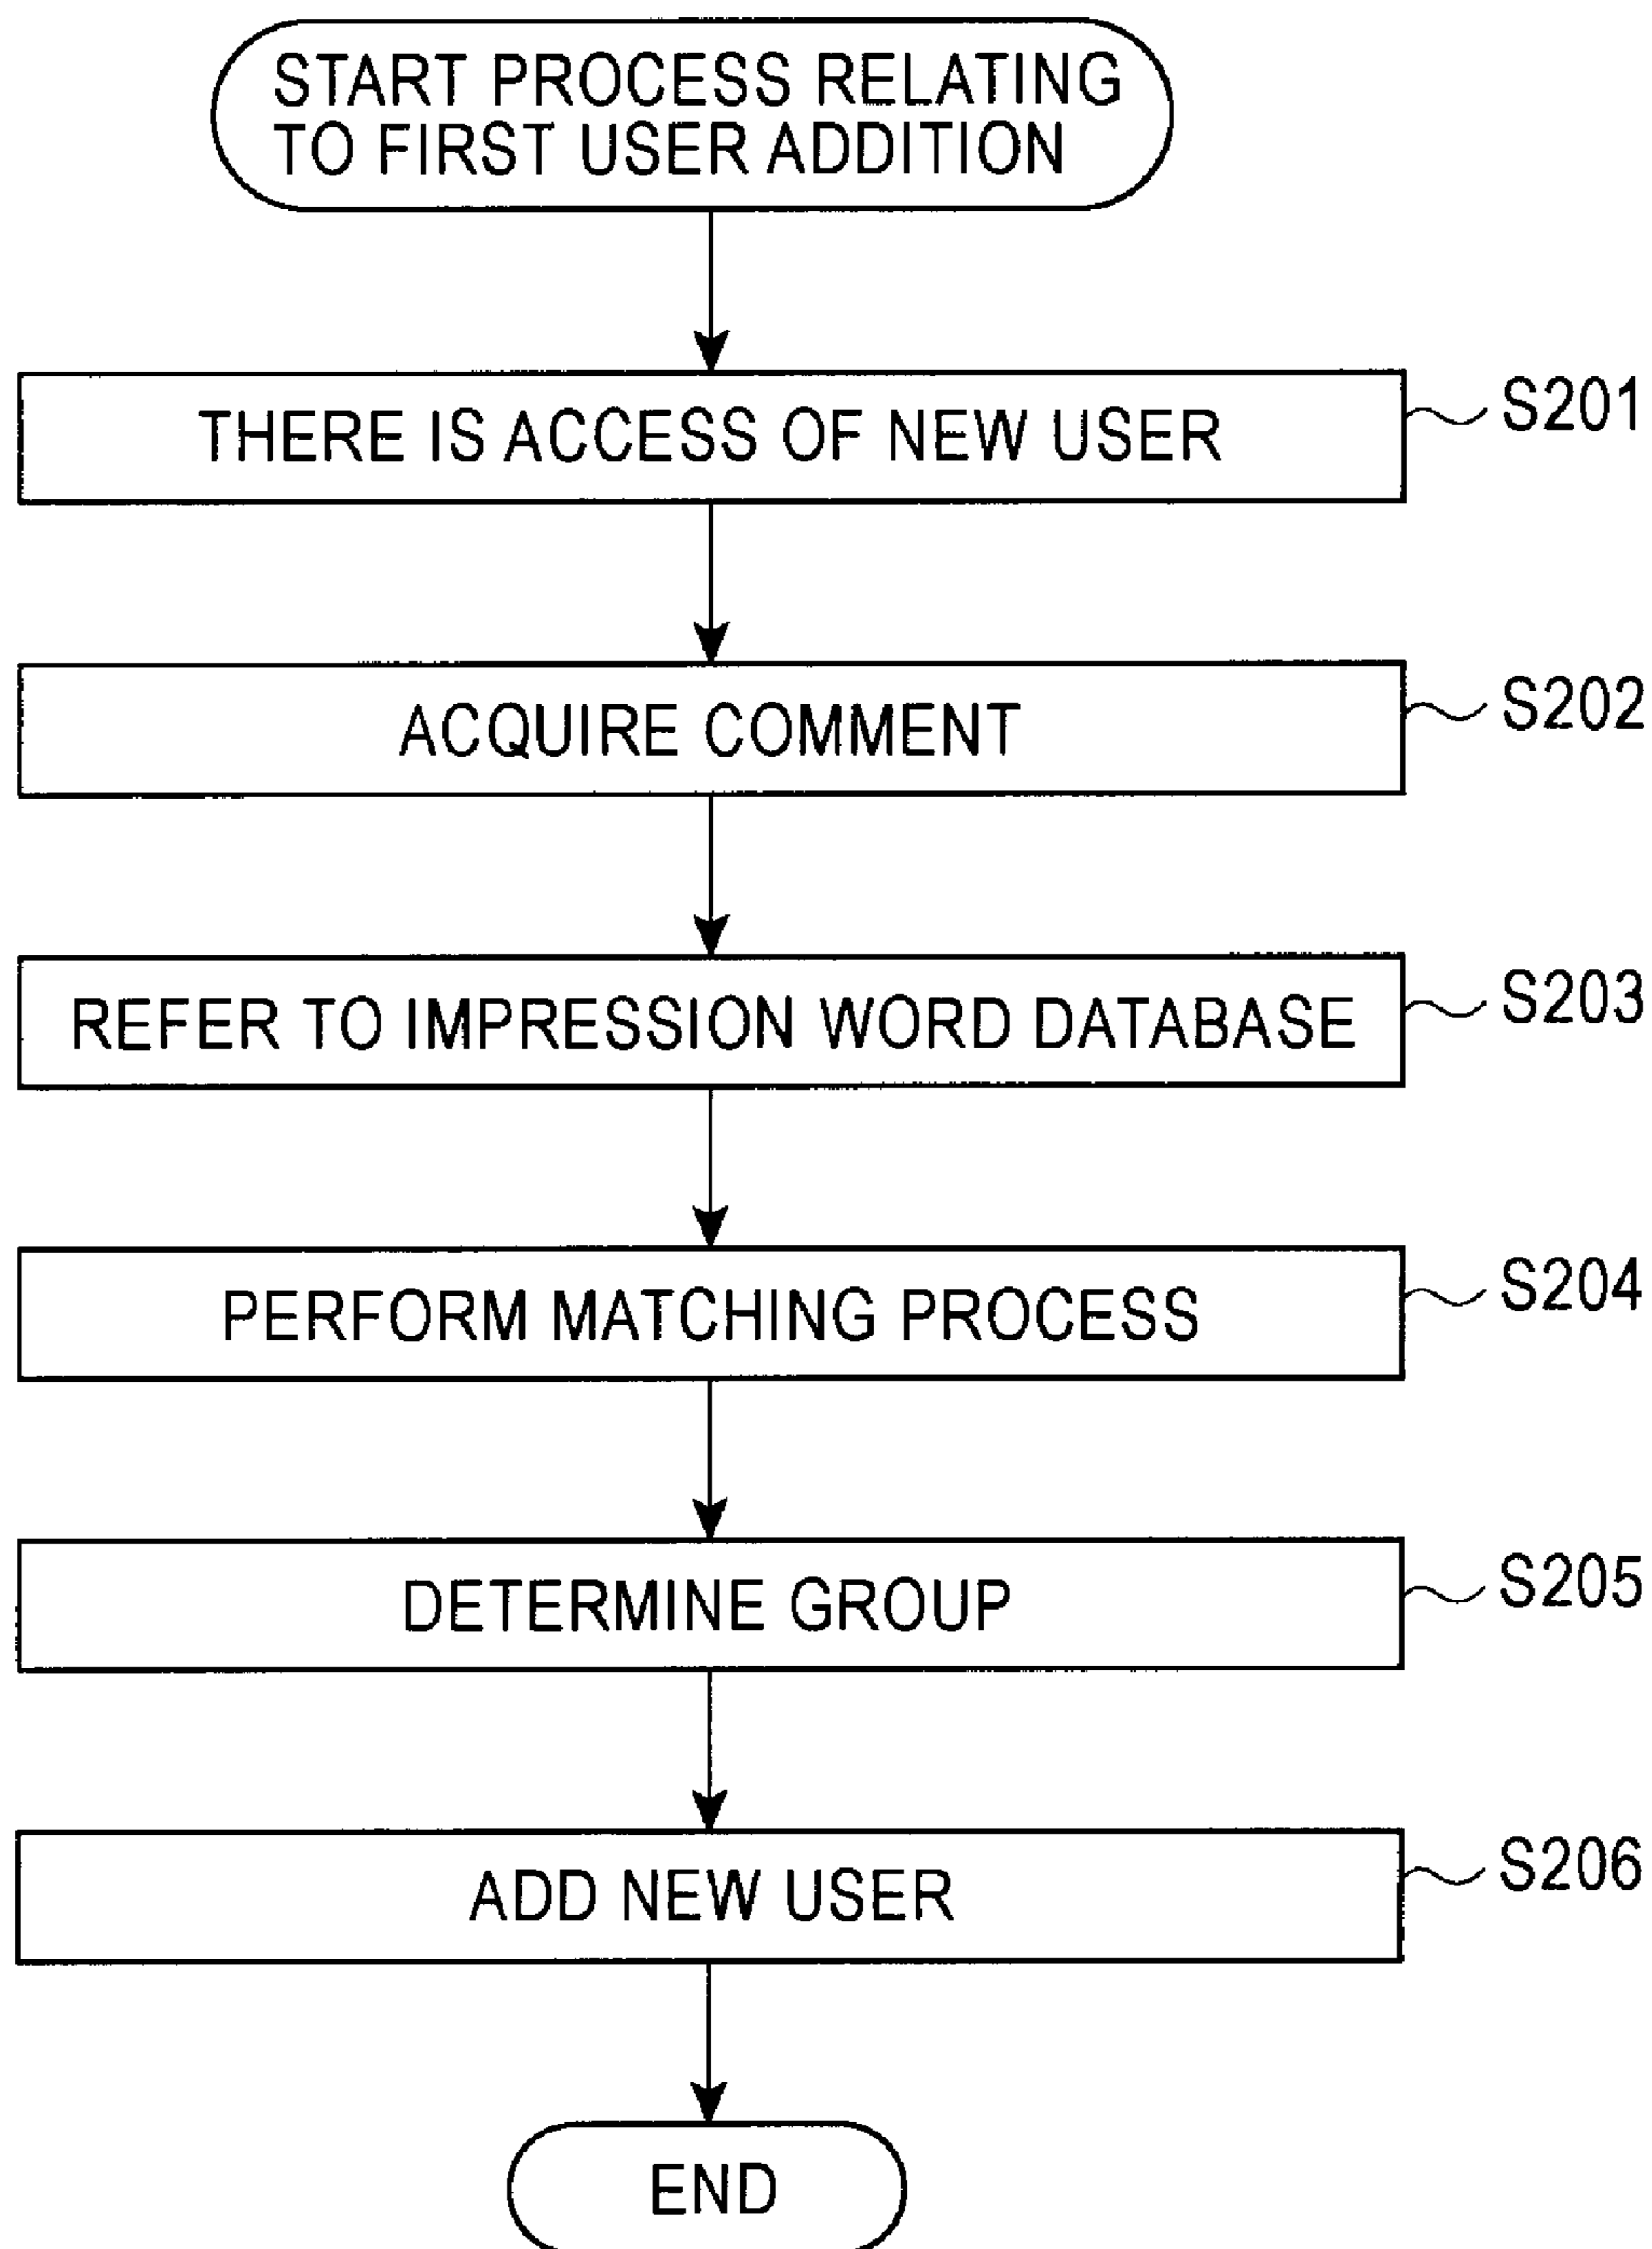 START PROCESS RELATING
TO FIRST USER ADDITION
THERE IS ACCESS OF NEW USER
S201
ACQUIRE COMMENT
S202
REFER TO IMPRESSION WORD DATABASE
S203
PERFORM MATCHING PROCESS
S204
DETERMINE GROUP
S205
ADD NEW USER
S206
END